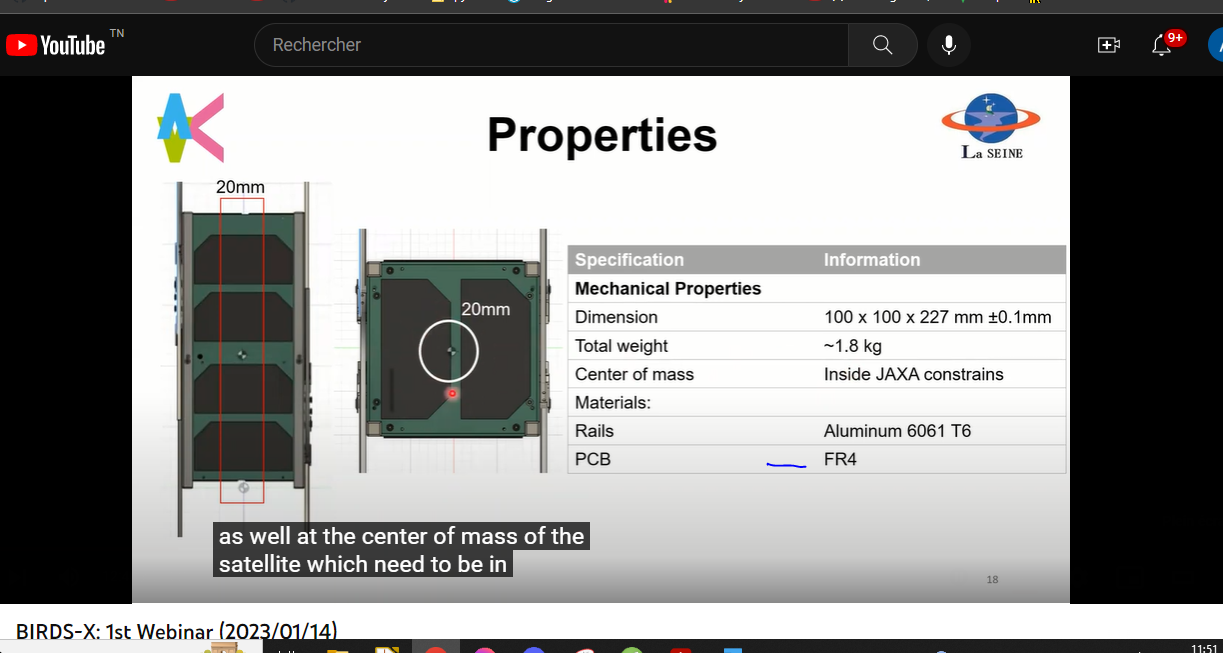 YouTube TN
Rechercher
9+
Properties
La SEINE
20mm
20mm
Specification Information
Mechanical Properties
Dimension 100 x 100 x 227 mm ±0.1mm
Total weight ~1.8 kg
Center of mass Inside JAXA constrains
Materials:
Rails Aluminum 6061 T6
PCB FR4
as well at the center of mass of the
satellite which need to be in
18
BIRDS-X: 1st Webinar (2023/01/14)
11:51